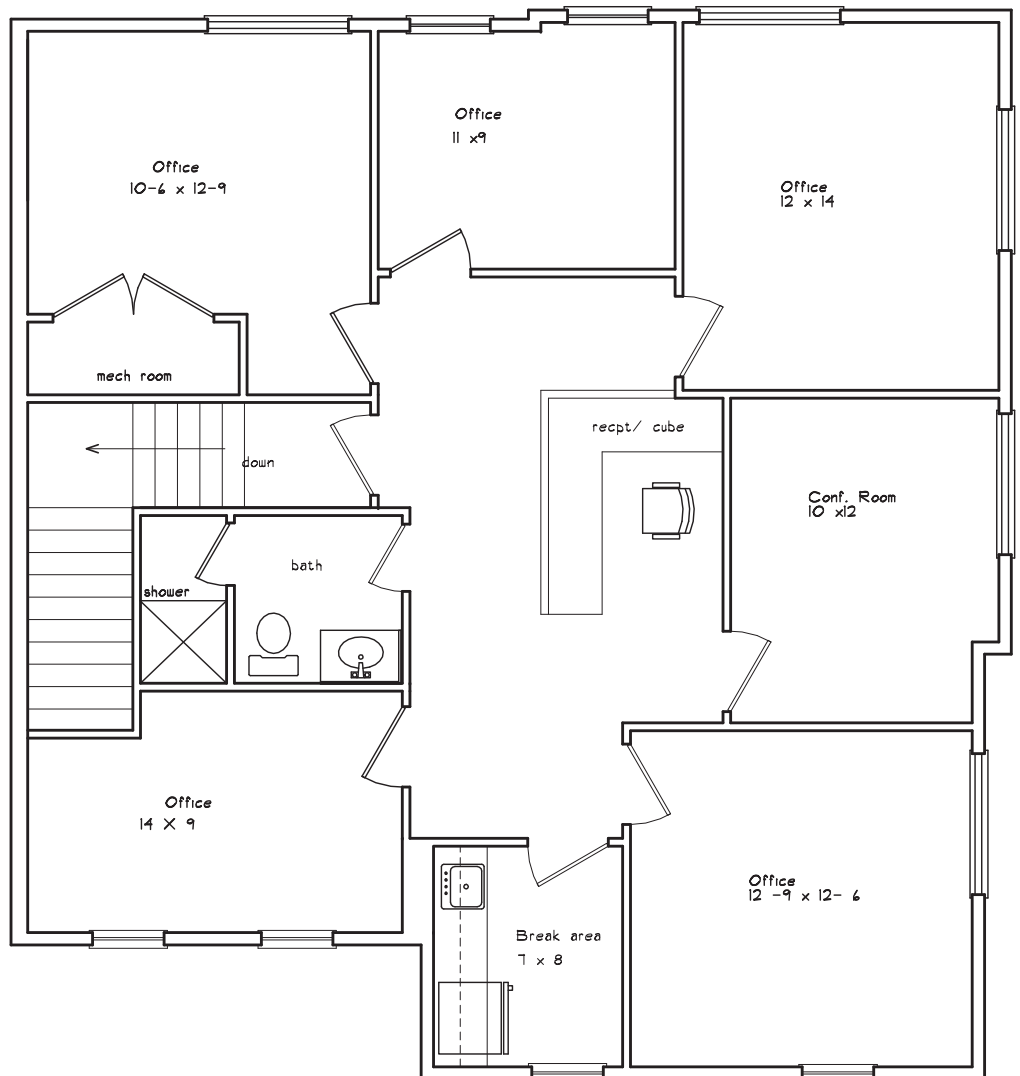 Office
10-6 x 12-9
Office
11 x9
Office
12 x 14
mech room
down
recpt/ cube
Conf. Room
10 x12
bath
shower
Office
14 X 9
Office
12 -9 x 12- 6
Break area
7 x 8